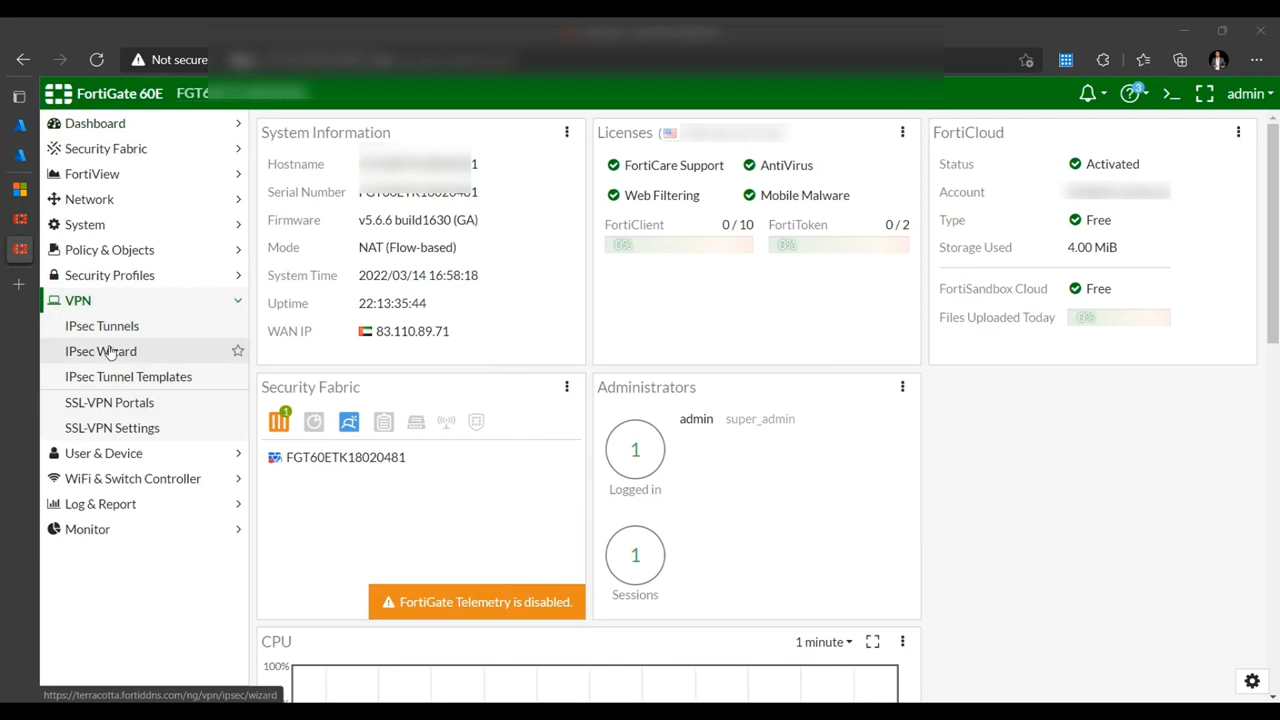 Not secure
FortiGate 60E FGT6
3
admin
Dashboard
Security Fabric
FortiView
Network
System
Policy & Objects
Security Profiles
VPN
IPsec Tunnels
IPsec Wizard
IPsec Tunnel Templates
SSL-VPN Portals
SSL-VPN Settings
User & Device
WiFi & Switch Controller
Log & Report
Monitor
System Information
Hostname 1
Serial Number FGT60ETK18020481
Firmware v5.6.6 build1630 (GA)
Mode NAT (Flow-based)
System Time 2022/03/14 16:58:18
Uptime 22:13:35:44
WAN IP 83.110.89.71
Licenses (
FortiCare Support AntiVirus
Web Filtering Mobile Malware
FortiClient 0 / 10 FortiToken 0 / 2
0% 0%
FortiCloud
Status Activated
Account
Type Free
Storage Used 4.00 MiB
FortiSandbox Cloud Free
Files Uploaded Today 0%
Security Fabric
1
FGT60ETK18020481
FortiGate Telemetry is disabled.
Administrators
admin super_admin
1
Logged in
1
Sessions
CPU 1 minute
100%
https://terracotta.fortiddns.com/ng/vpn/ipsec/wizard